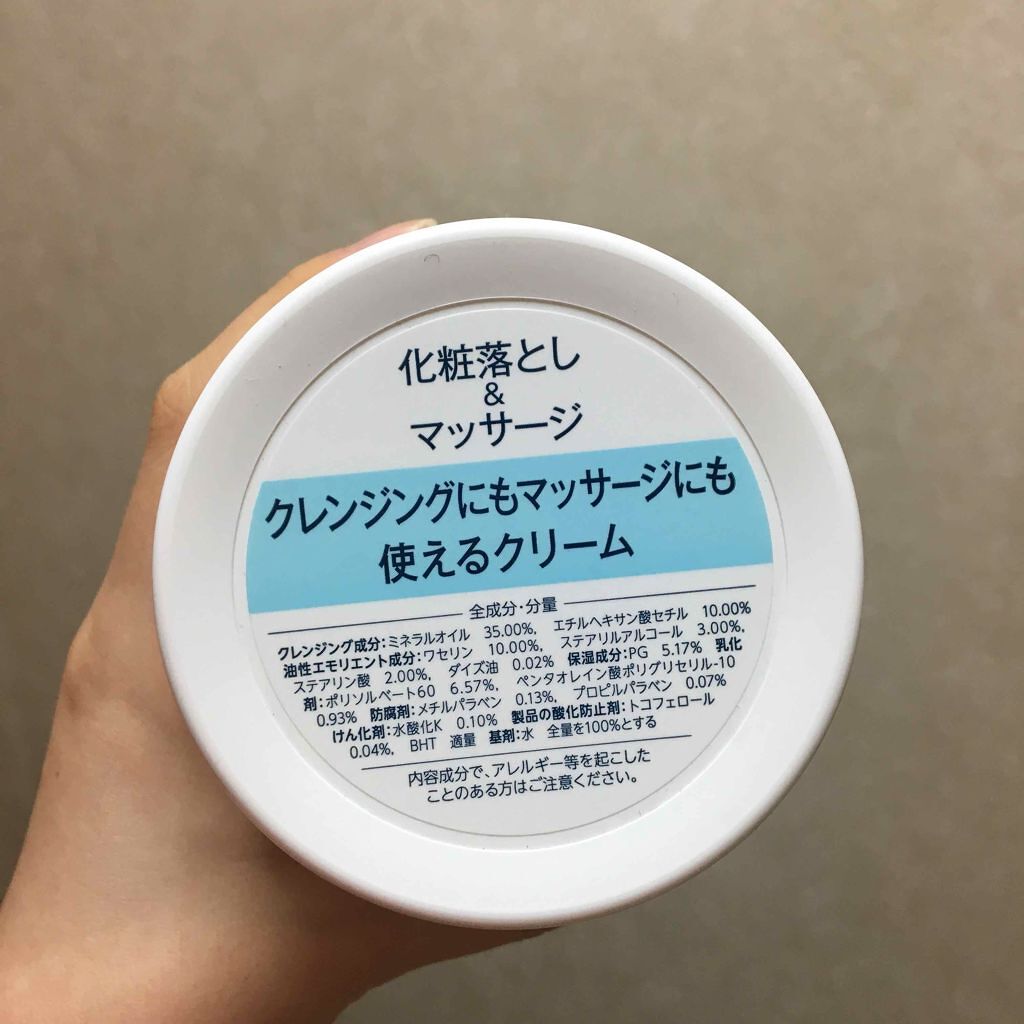 化粧落とし
&
マッサージ
クレンジングにもマッサージにも
使えるクリーム
全成分・分量
クレンジング成分:ミネラルオイル 35.00%, エチルヘキサン酸セチル 10.00%
油性エモリエント成分:ワセリン 10.00%, ステアリルアルコール 3.00%,
ステアリン酸 2.00%, ダイズ油 0.02% 保湿成分:PG 5.17% 乳化
剤:ポリソルベート60 6.57%, ペンタオレイン酸ポリグリセリル-10
0.93% 防腐剤:メチルパラベン 0.13%, プロピルパラベン 0.07%
けん化剤:水酸化K 0.10% 製品の酸化防止剤:トコフェロール
0.04%, BHT 適量 基剤:水 全量を100%とする
内容成分で、アレルギー等を起こした
ことのある方はご注意ください。